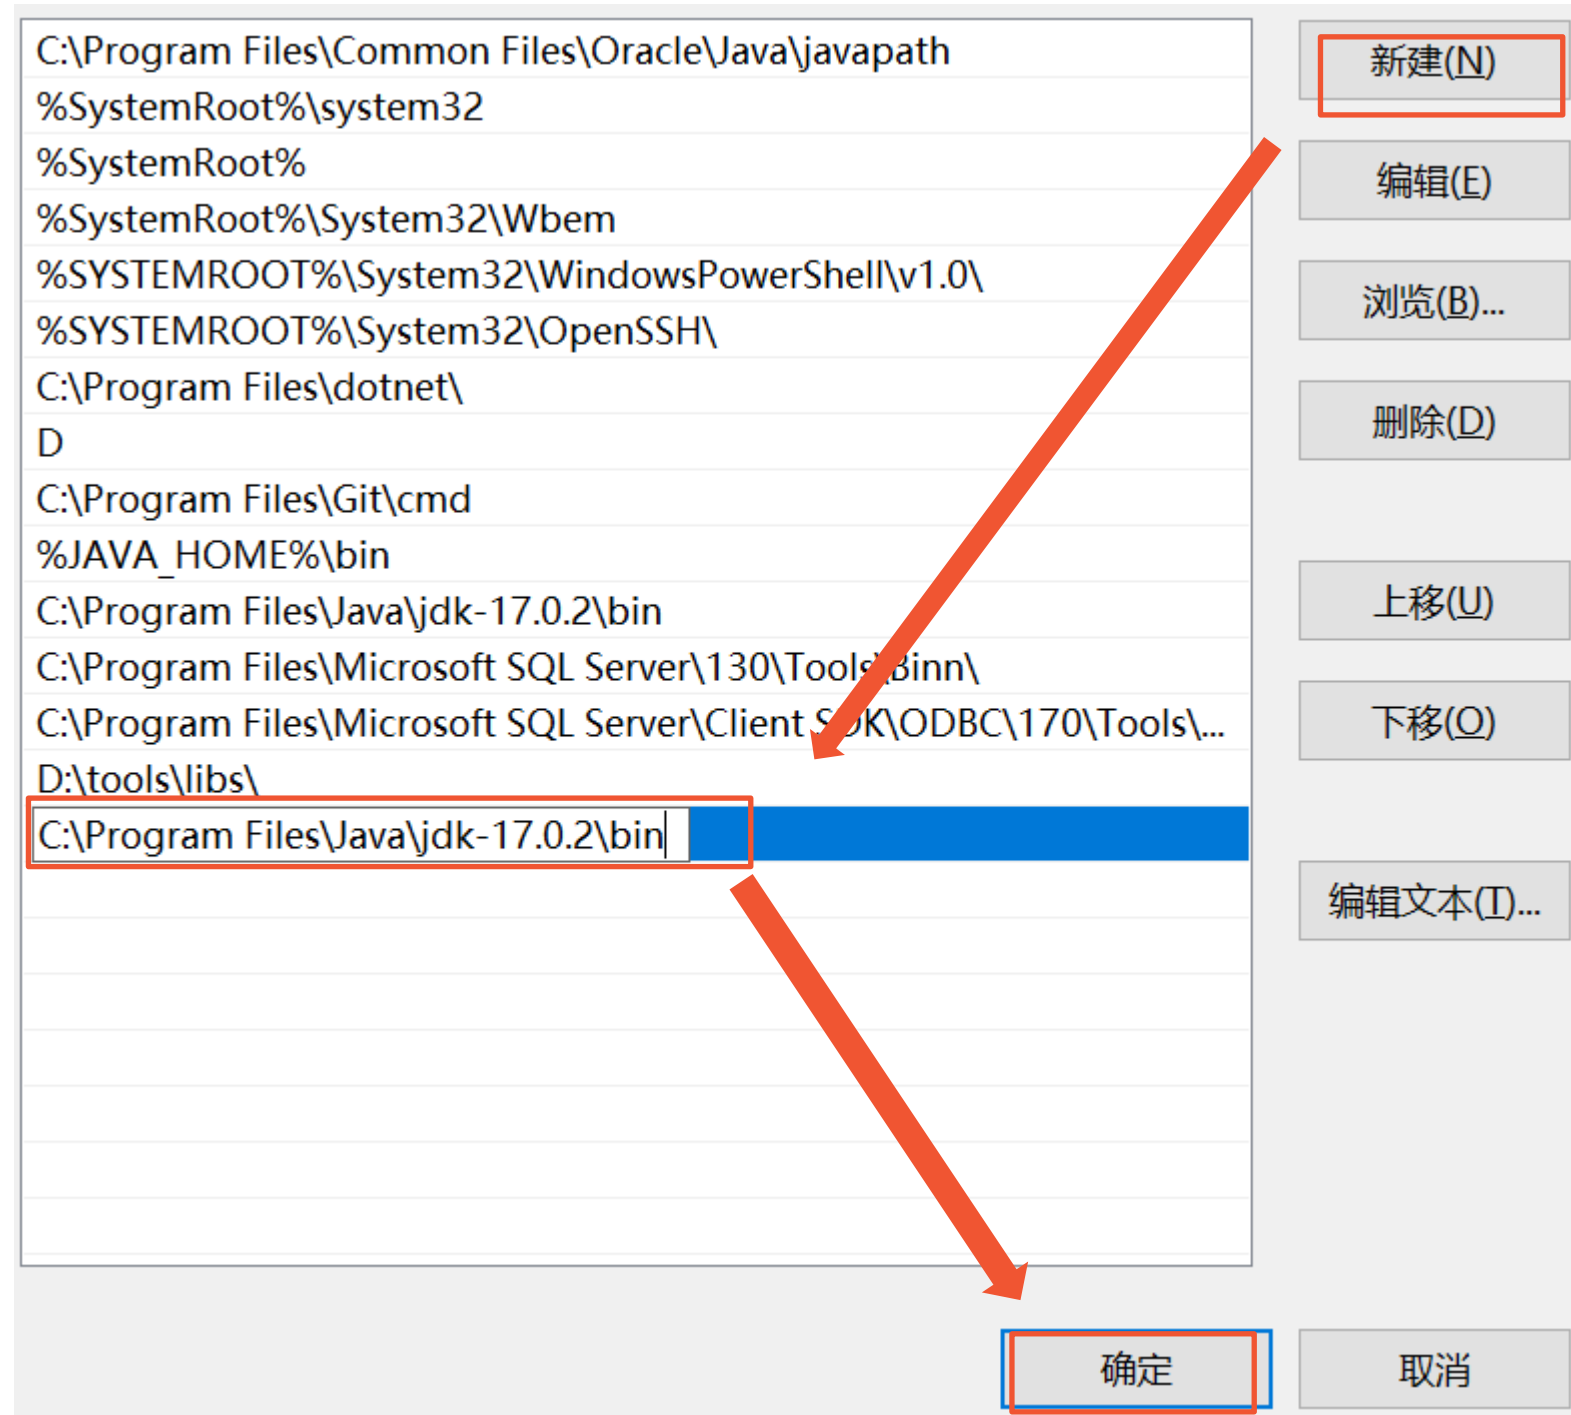 C:\Program Files\Common Files\Oracle\Java\javapath
%SystemRoot%\system32
%SystemRoot%
%SystemRoot%\System32\Wbem
%SYSTEMROOT%\System32\WindowsPowerShell\v1.0\
%SYSTEMROOT%\System32\OpenSSH\
C:\Program Files\dotnet\
D
C:\Program Files\Git\cmd
%JAVA_HOME%\bin
C:\Program Files\Java\jdk-17.0.2\bin
C:\Program Files\Microsoft SQL Server\130\Tools\Binn\
C:\Program Files\Microsoft SQL Server\Client SDK\ODBC\170\Tools\...
D:\tools\libs\
C:\Program Files\Java\jdk-17.0.2\bin
新建(N)
编辑(E)
浏览(B)...
删除(D)
上移(U)
下移(O)
编辑文本(T)...
确定
取消